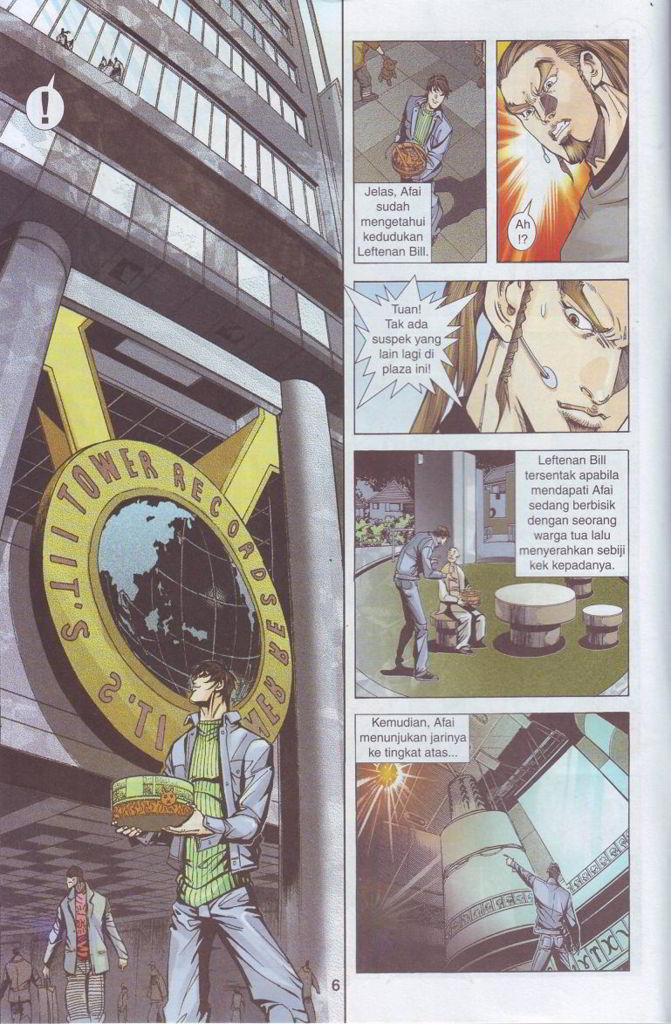 !
TOWER RECORDS
IT'S
IT'S
Jelas, Afai
sudah
mengetahui
kedudukan
Leftenan Bill.
Ah
!?
Tuan!
Tak ada
suspek yang
lain lagi di
plaza ini!
Leftenan Bill
tersentak apabila
mendapati Afai
sedang berbisik
dengan seorang
warga tua lalu
menyerahkan sebiji
kek kepadanya.
Kemudian, Afai
menunjukan jarinya
ke tingkat atas...
6